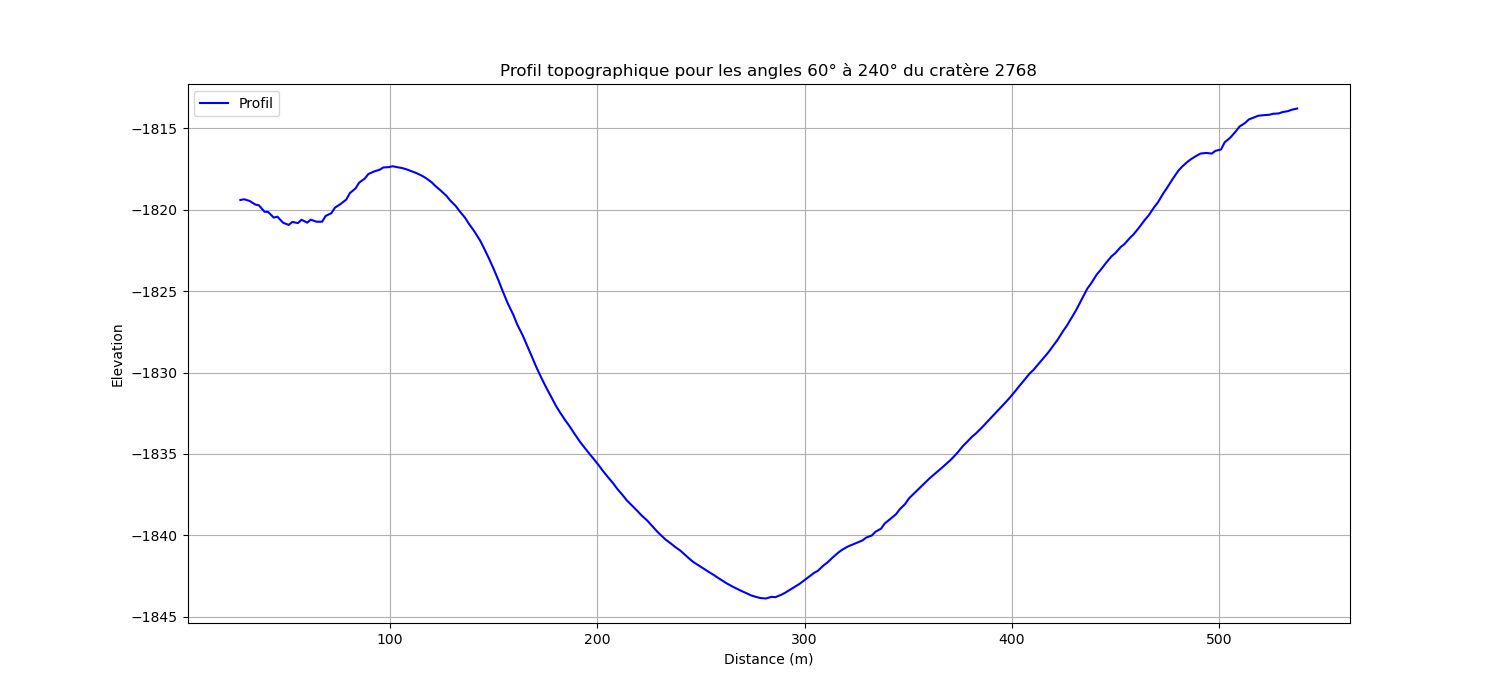 Profil topographique pour les angles 60° à 240° du cratère 2768
Profil
−1815
−1820
−1825
−1830
−1835
−1840
−1845
Elevation
100 200 300 400 500
Distance (m)